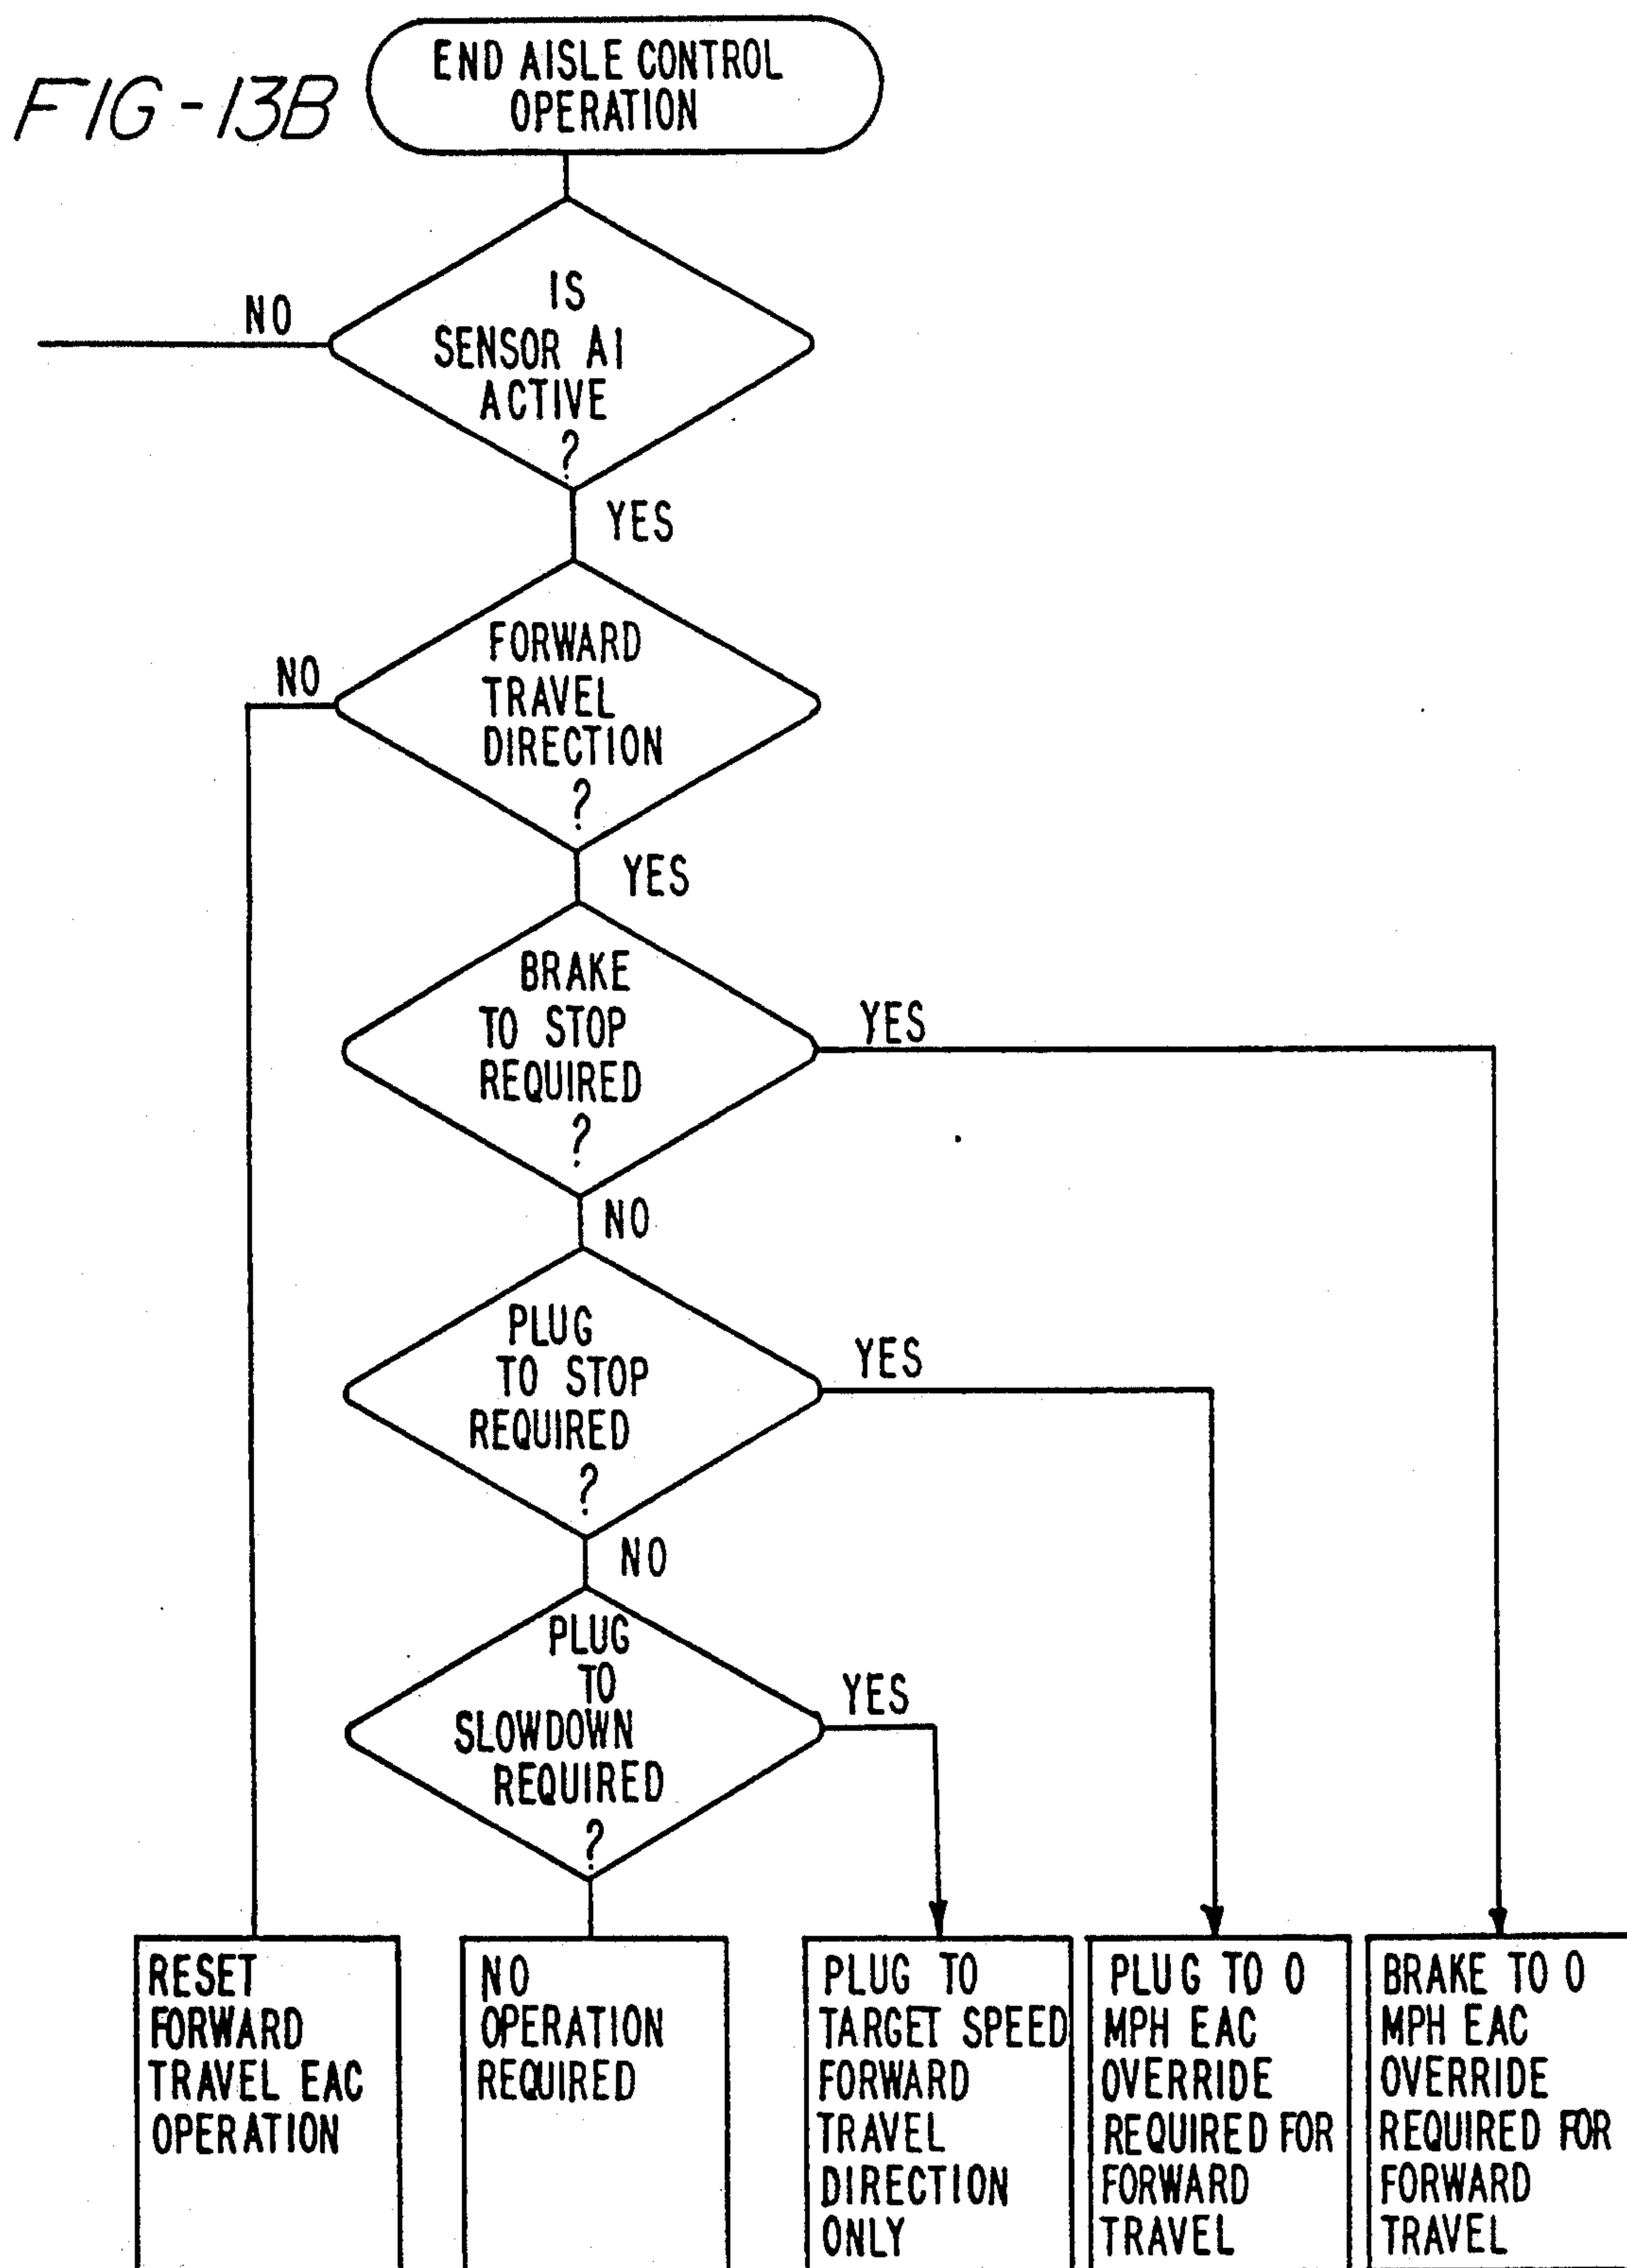 FIG-13B
END AISLE CONTROL
OPERATION
IS
SENSOR A1
ACTIVE
?
NO
YES
FORWARD
TRAVEL
DIRECTION
?
NO
YES
BRAKE
TO STOP
REQUIRED
?
YES
NO
PLUG
TO STOP
REQUIRED
?
YES
NO
PLUG
TO
SLOWDOWN
REQUIRED
?
YES
RESET
FORWARD
TRAVEL EAC
OPERATION
NO
OPERATION
REQUIRED
PLUG TO
TARGET SPEED
FORWARD
TRAVEL
DIRECTION
ONLY
PLUG TO 0
MPH EAC
OVERRIDE
REQUIRED FOR
FORWARD
TRAVEL
BRAKE TO 0
MPH EAC
OVERRIDE
REQUIRED FOR
FORWARD
TRAVEL